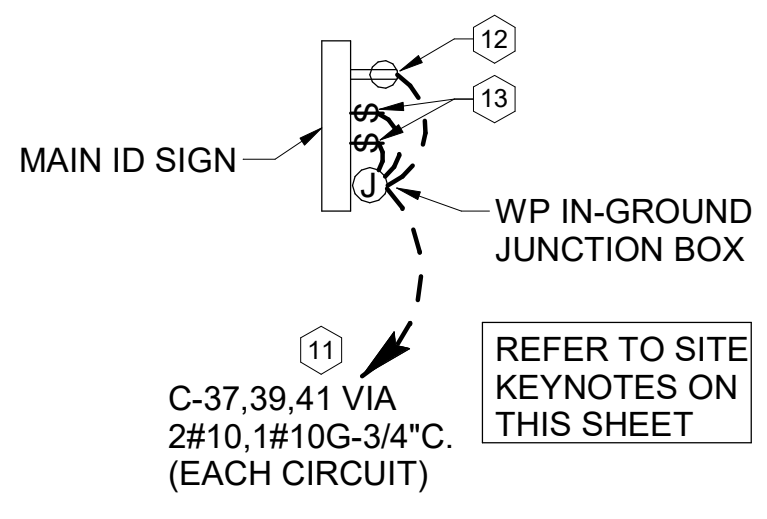 12
13
MAIN ID SIGN
$
$
J
WP IN-GROUND
JUNCTION BOX
11
C-37,39,41 VIA
2#10,1#10G-3/4"C.
(EACH CIRCUIT)
REFER TO SITE
KEYNOTES ON
THIS SHEET